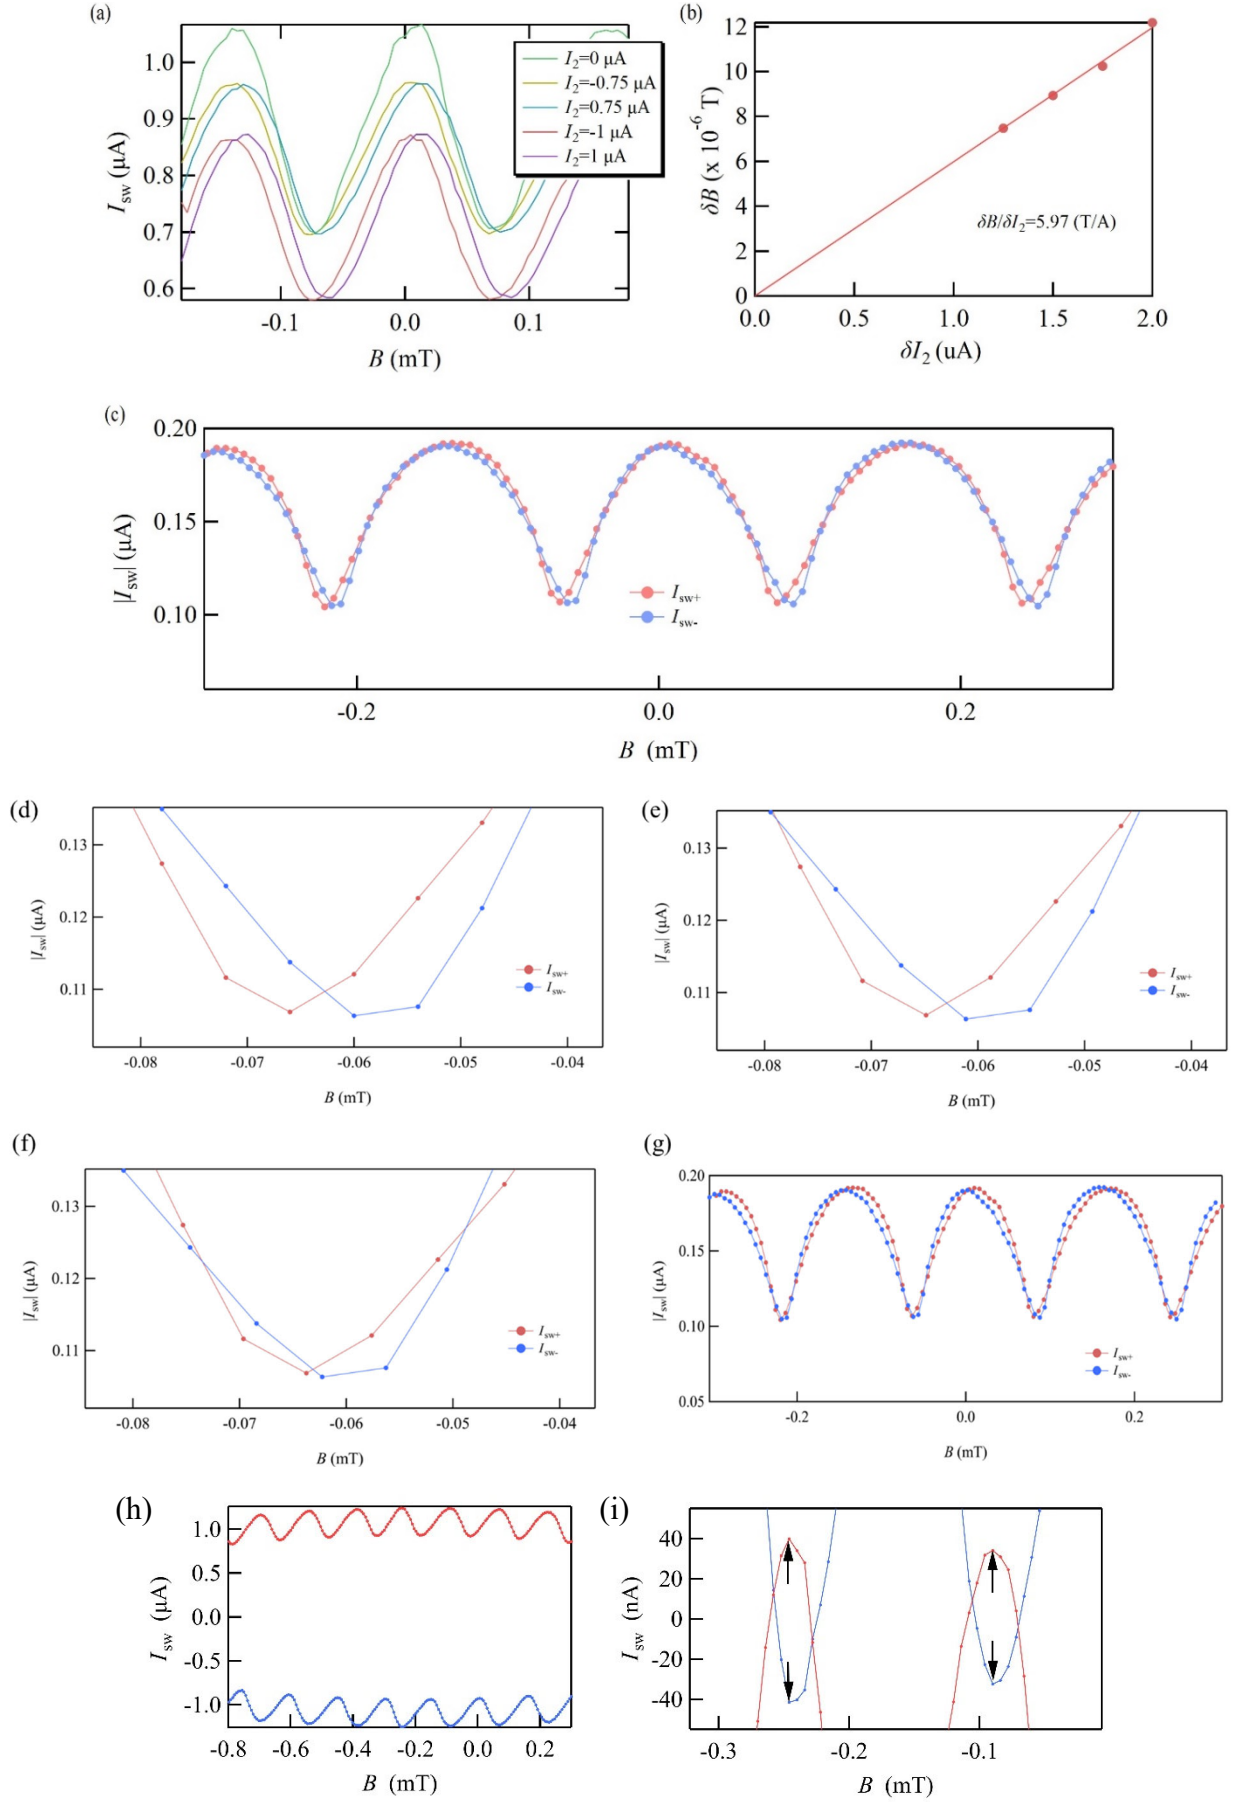 (a)
1.0
0.9
0.8
0.7
0.6
I_sw (μA)
-0.1 0.0 0.1
B (mT)
I₂=0 μA
I₂=-0.75 μA
I₂=0.75 μA
I₂=-1 μA
I₂=1 μA
(b)
12
10
8
6
4
2
0
δB (x 10⁻⁶ T)
δB/δI₂=5.97 (T/A)
0.0 0.5 1.0 1.5 2.0
δI₂ (uA)
(c)
0.20
0.15
0.10
|I_sw| (μA)
I_sw+
I_sw-
-0.2 0.0 0.2
B (mT)
(d)
0.13
0.12
0.11
|I_sw| (μA)
I_sw+
I_sw-
-0.08 -0.07 -0.06 -0.05 -0.04
B (mT)
(e)
0.13
0.12
0.11
|I_sw| (μA)
I_sw+
I_sw-
-0.08 -0.07 -0.06 -0.05 -0.04
B (mT)
(f)
0.13
0.12
0.11
|I_sw| (μA)
I_sw+
I_sw-
-0.08 -0.07 -0.06 -0.05 -0.04
B (mT)
(g)
0.20
0.15
0.10
0.05
|I_sw| (μA)
I_sw+
I_sw-
-0.2 0.0 0.2
B (mT)
(h)
1.0
0.5
0.0
-0.5
-1.0
I_sw (μA)
-0.8 -0.6 -0.4 -0.2 0.0 0.2
B (mT)
(i)
40
20
0
-20
-40
I_sw (nA)
-0.3 -0.2 -0.1
B (mT)